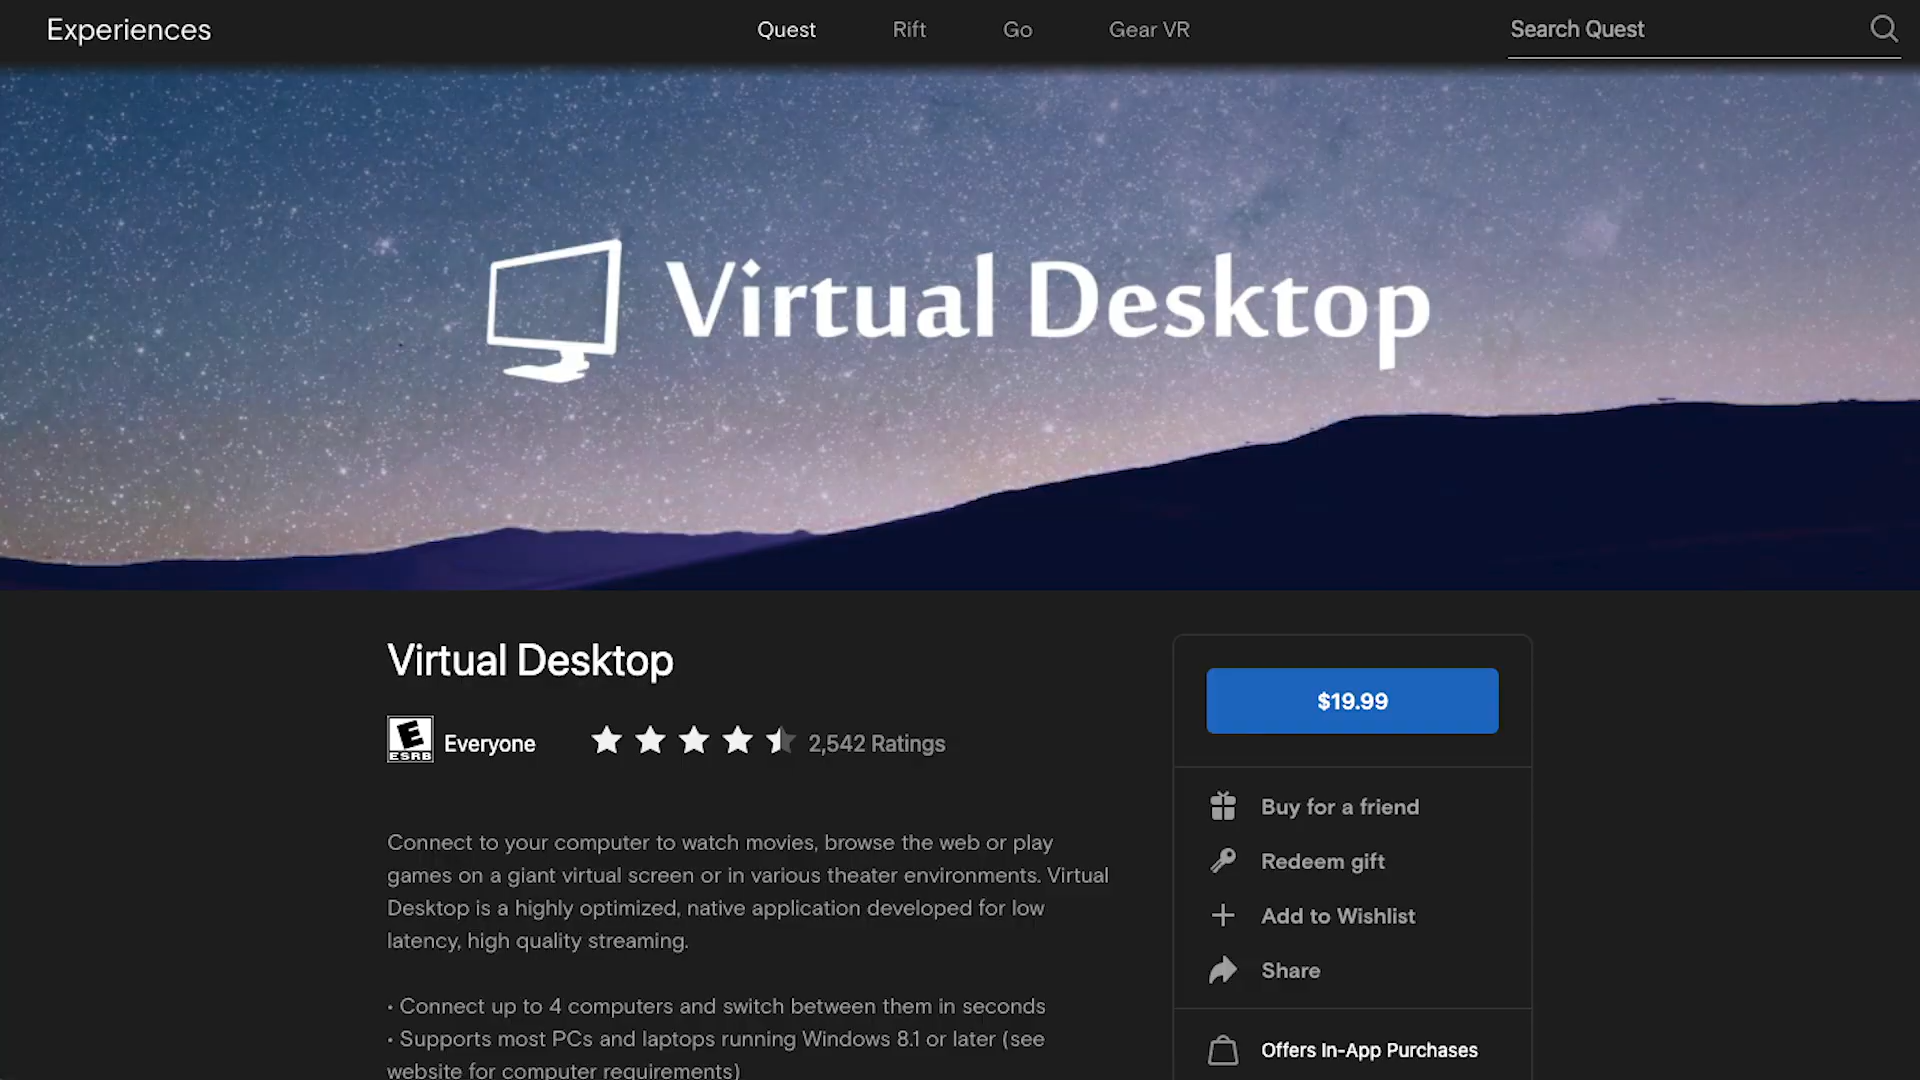 Experiences
Quest
Rift
Go
Gear VR
Search Quest
Virtual Desktop
Virtual Desktop
E
ESRB
Everyone
2,542 Ratings
Connect to your computer to watch movies, browse the web or play
games on a giant virtual screen or in various theater environments. Virtual
Desktop is a highly optimized, native application developed for low
latency, high quality streaming.
• Connect up to 4 computers and switch between them in seconds
• Supports most PCs and laptops running Windows 8.1 or later (see
website for computer requirements)
$19.99
Buy for a friend
Redeem gift
Add to Wishlist
Share
Offers In-App Purchases